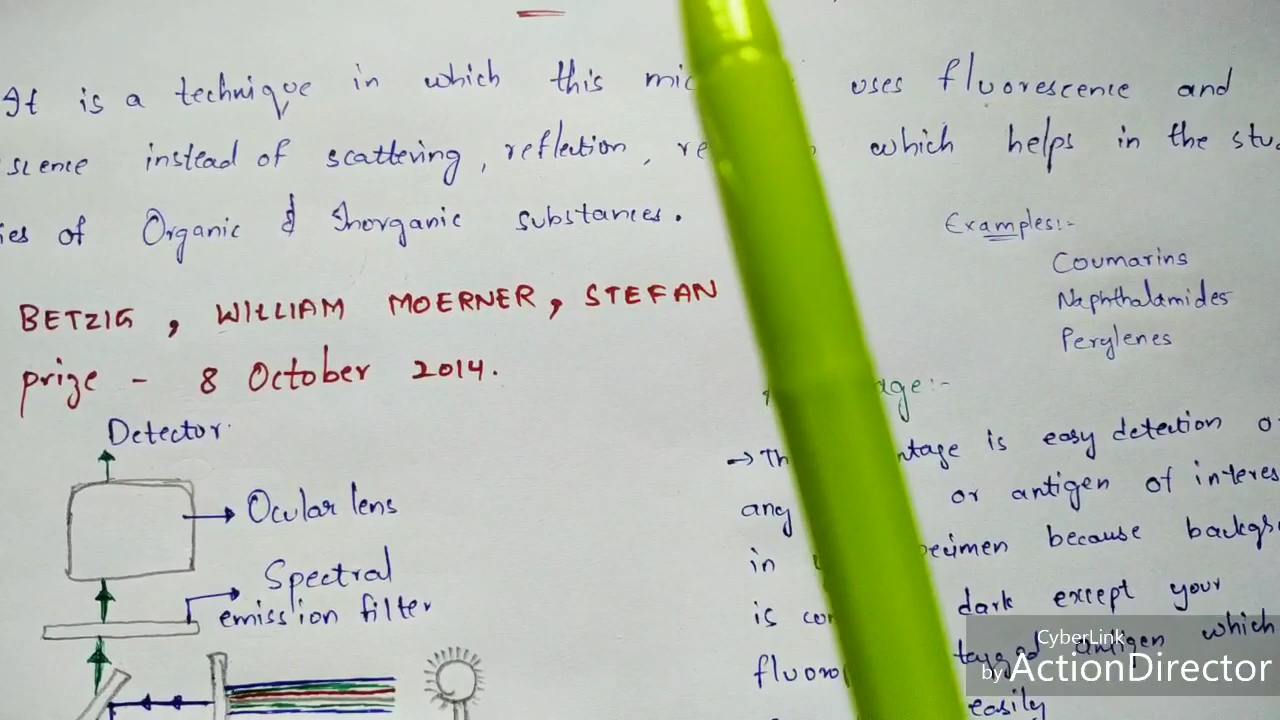 It is a technique in which this mic uses fluorescence and
scence instead of scattering, reflection, re which helps in the stu
ies of Organic & Inorganic substances.
Examples:-
Coumarins
Naphthalamides
Perylenes
BETZIG, WILLIAM MOERNER, STEFAN
prize - 8 October 2014.
Detector
Ocular lens
Spectral
emission filter
age:-
→ Th ntage is easy detection o
any or antigen of interes
in ecimen because backgr
is co dark except your
fluoro tagged antigen which
easily
CyberLink
by ActionDirector